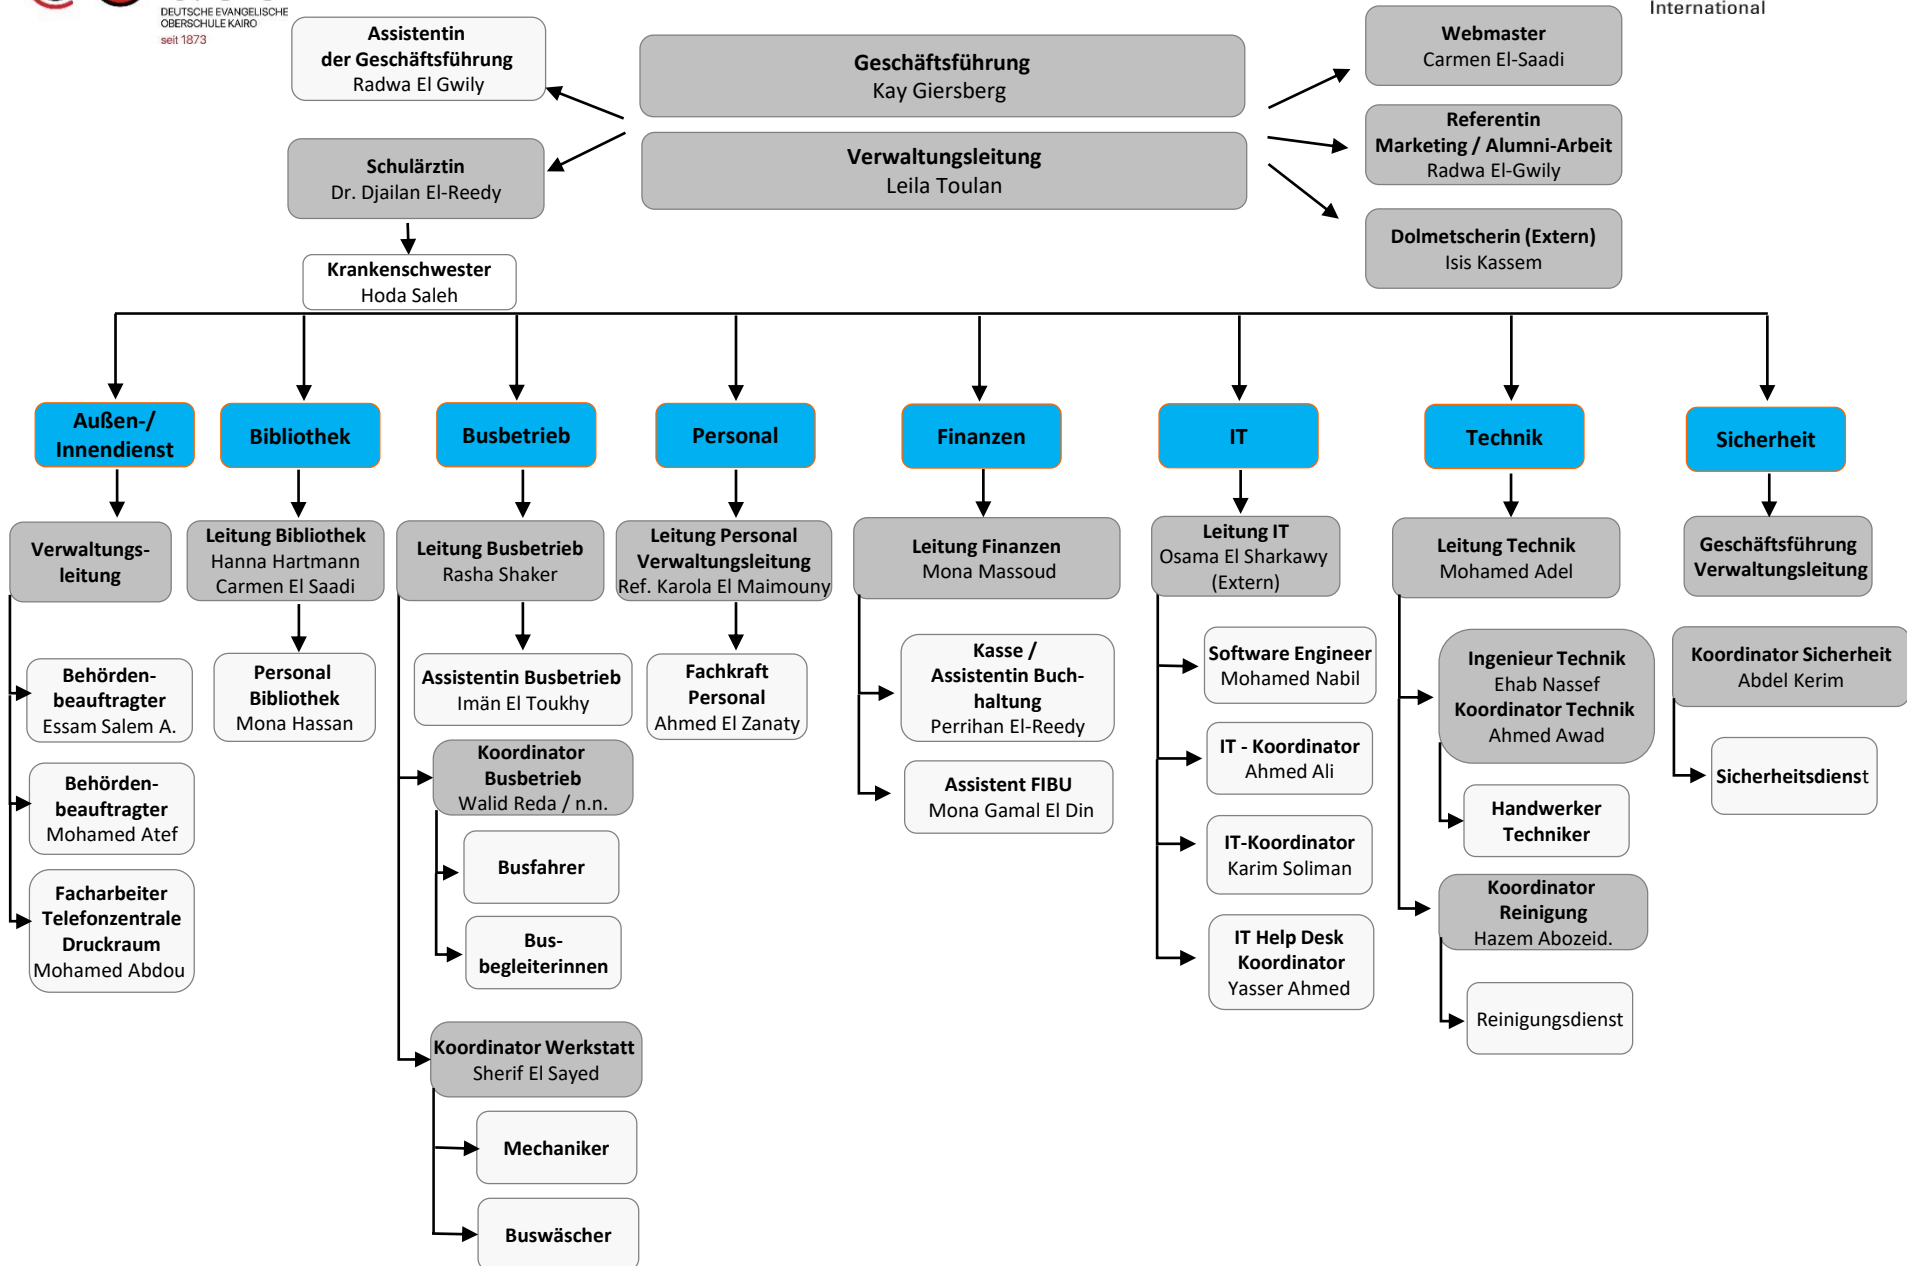 DEUTSCHE EVANGELISCHE
OBERSCHULE KAIRO
seit 1873
International
Assistentin
der Geschäftsführung
Radwa El Gwily
Geschäftsführung
Kay Giersberg
Webmaster
Carmen El-Saadi
Referentin
Marketing / Alumni-Arbeit
Radwa El-Gwily
Schulärztin
Dr. Djailan El-Reedy
Verwaltungsleitung
Leila Toulan
Dolmetscherin (Extern)
Isis Kassem
Krankenschwester
Hoda Saleh
Außen-/
Innendienst
Bibliothek
Busbetrieb
Personal
Finanzen
IT
Technik
Sicherheit
Verwaltungs-
leitung
Leitung Bibliothek
Hanna Hartmann
Carmen El Saadi
Leitung Busbetrieb
Rasha Shaker
Leitung Personal
Verwaltungsleitung
Ref. Karola El Maimouny
Leitung Finanzen
Mona Massoud
Leitung IT
Osama El Sharkawy
(Extern)
Leitung Technik
Mohamed Adel
Geschäftsführung
Verwaltungsleitung
Behörden-
beauftragter
Essam Salem A.
Behörden-
beauftragter
Mohamed Atef
Facharbeiter
Telefonzentrale
Druckraum
Mohamed Abdou
Personal
Bibliothek
Mona Hassan
Assistentin Busbetrieb
Imän El Toukhy
Koordinator
Busbetrieb
Walid Reda / n.n.
Busfahrer
Bus-
begleiterinnen
Koordinator Werkstatt
Sherif El Sayed
Mechaniker
Buswäscher
Fachkraft
Personal
Ahmed El Zanaty
Kasse /
Assistentin Buch-
haltung
Perrihan El-Reedy
Assistent FIBU
Mona Gamal El Din
Software Engineer
Mohamed Nabil
IT - Koordinator
Ahmed Ali
IT-Koordinator
Karim Soliman
IT Help Desk
Koordinator
Yasser Ahmed
Ingenieur Technik
Ehab Nassef
Koordinator Technik
Ahmed Awad
Handwerker
Techniker
Koordinator
Reinigung
Hazem Abozeid.
Reinigungsdienst
Koordinator Sicherheit
Abdel Kerim
Sicherheitsdienst